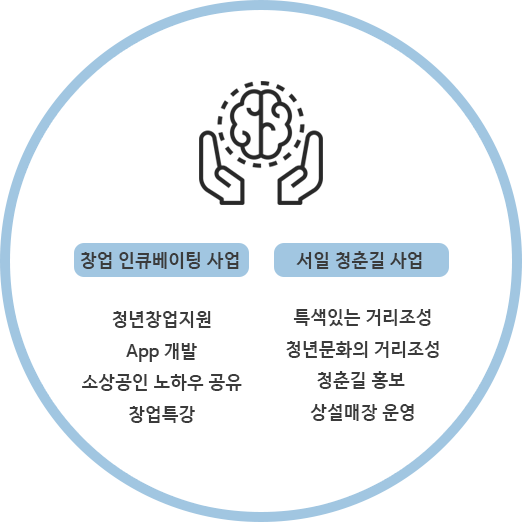 창업 인큐베이팅 사업
청년창업지원
App 개발
소상공인 노하우 공유
창업특강
서일 청춘길 사업
특색있는 거리조성
청년문화의 거리조성
청춘길 홍보
상설매장 운영